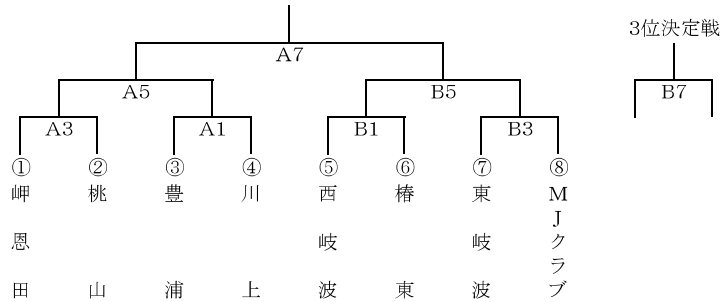 3位決定戦
A7
A5
B5
B7
A3
A1
B1
B3
① ② ③ ④ ⑤ ⑥ ⑦ ⑧
岬恩田
桃山
豊浦
川上
西岐波
椿東
東岐波
MJクラブ